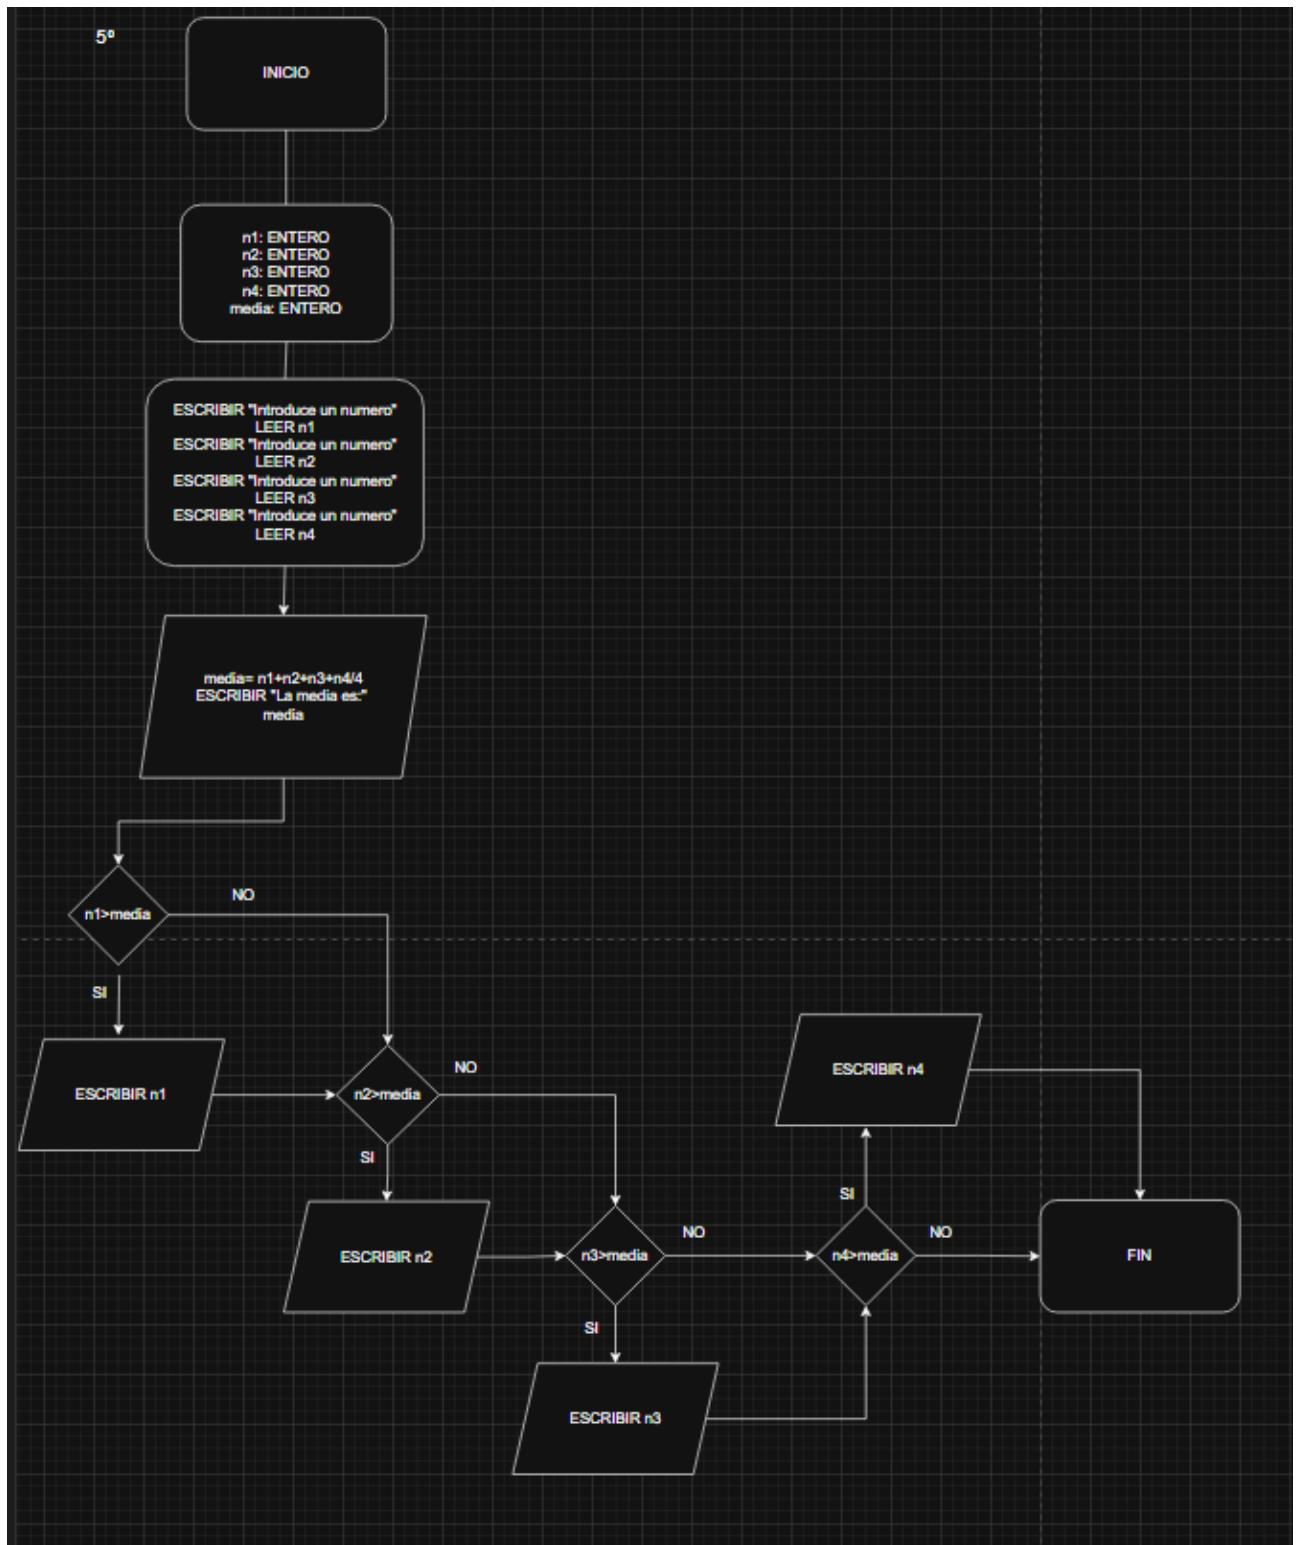 5º
INICIO
n1: ENTERO
n2: ENTERO
n3: ENTERO
n4: ENTERO
media: ENTERO
ESCRIBIR "Introduce un numero"
LEER n1
ESCRIBIR "Introduce un numero"
LEER n2
ESCRIBIR "Introduce un numero"
LEER n3
ESCRIBIR "Introduce un numero"
LEER n4
media= n1+n2+n3+n4/4
ESCRIBIR "La media es:"
media
n1>media
NO
SI
ESCRIBIR n1
n2>media
NO
SI
ESCRIBIR n2
n3>media
NO
SI
ESCRIBIR n3
ESCRIBIR n4
SI
n4>media
NO
FIN